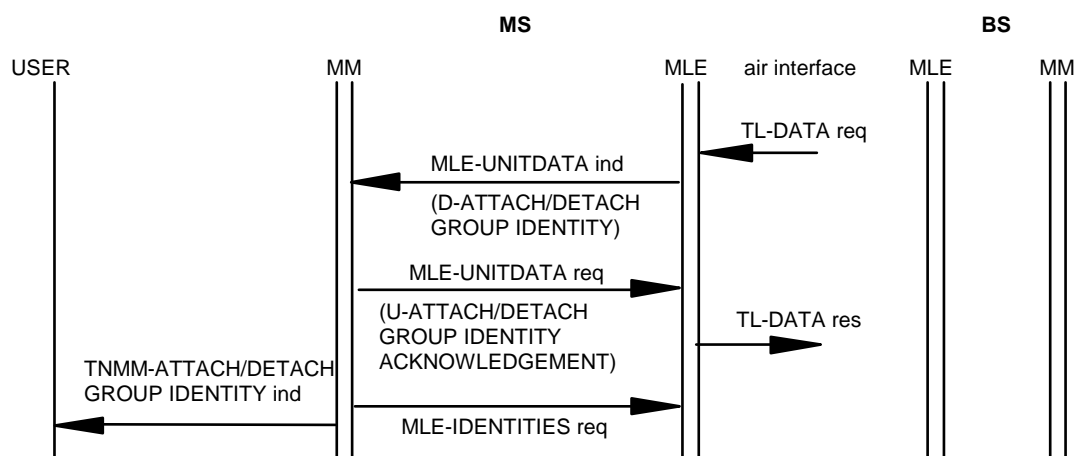 MS
BS
USER
MM
MLE
air interface
MLE
MM
TL-DATA req
MLE-UNITDATA ind
(D-ATTACH/DETACH
GROUP IDENTITY)
MLE-UNITDATA req
(U-ATTACH/DETACH
GROUP IDENTITY
ACKNOWLEDGEMENT)
TL-DATA res
TNMM-ATTACH/DETACH
GROUP IDENTITY ind
MLE-IDENTITIES req